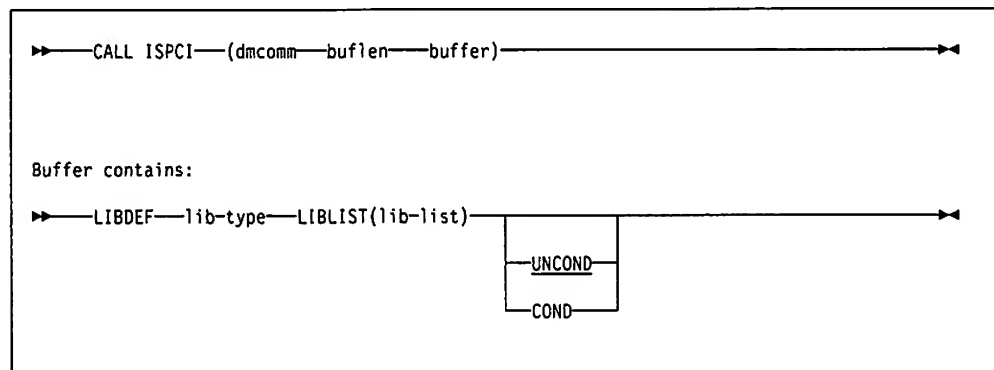 CALL ISPCI (dmcomm buflen buffer)
Buffer contains:
LIBDEF lib-type LIBLIST(lib-list)
UNCOND
COND